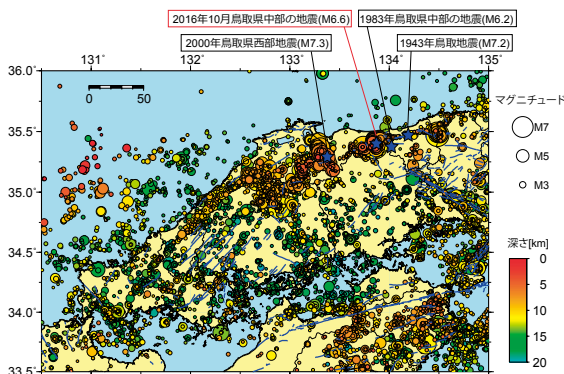 2016年10月鳥取県中部の地震(M6.6)
1983年鳥取県中部の地震(M6.2)
2000年鳥取県西部地震(M7.3)
1943年鳥取地震(M7.2)
131°
132°
133°
134°
135°
36.0
35.5
35.0
34.5
34.0
33.5
0
50
マグニチュード
M7
M5
M3
深さ[km]
0
5
10
15
20